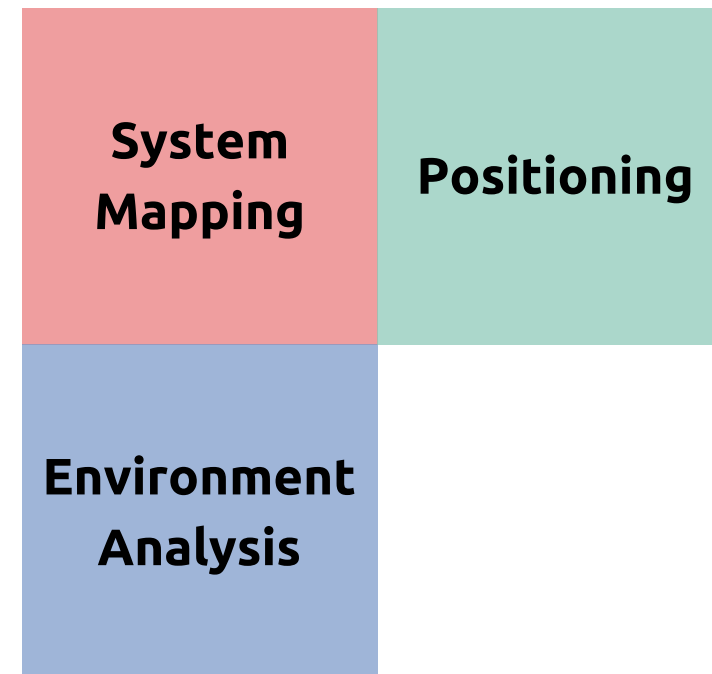 System
Mapping
Positioning
Environment
Analysis